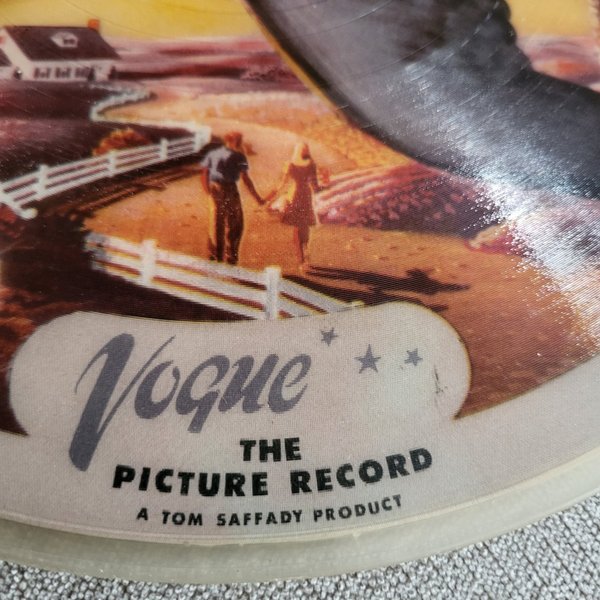 Vogue
THE
PICTURE RECORD
A TOM SAFFADY PRODUCT